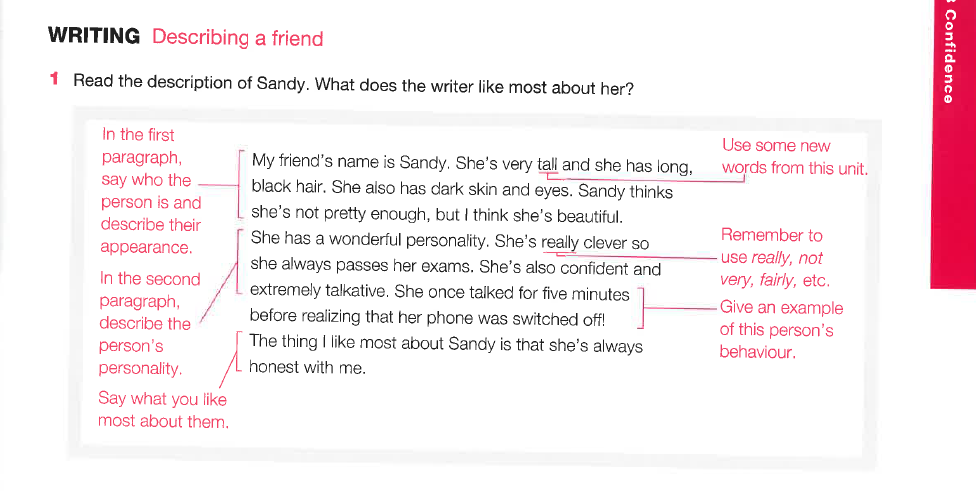 WRITING Describing a friend
1 Read the description of Sandy. What does the writer like most about her?
In the first
paragraph,
say who the
person is and
describe their
appearance.
In the second
paragraph,
describe the
person's
personality.
Say what you like
most about them.
My friend's name is Sandy. She's very tall and she has long,
black hair. She also has dark skin and eyes. Sandy thinks
she's not pretty enough, but I think she's beautiful.
She has a wonderful personality. She's really clever so
she always passes her exams. She's also confident and
extremely talkative. She once talked for five minutes
before realizing that her phone was switched off!
The thing I like most about Sandy is that she's always
honest with me.
Use some new
words from this unit.
Remember to
use really, not
very, fairly, etc.
Give an example
of this person's
behaviour.
Confidence